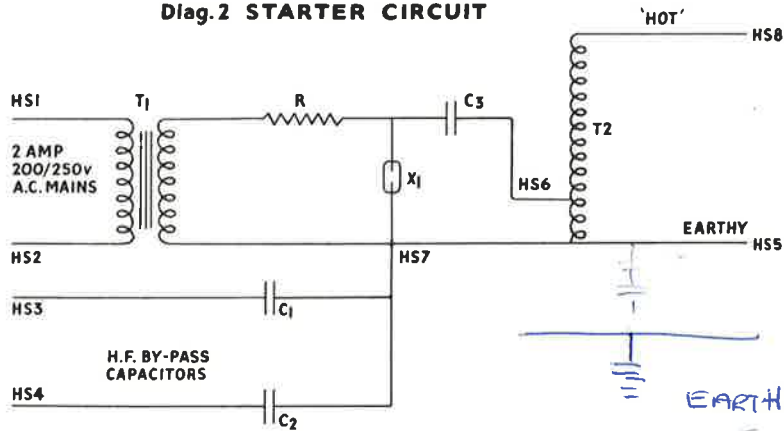 Diag.2 STARTER CIRCUIT
'HOT'
HS8
HS1
T1
R
C3
T2
2 AMP
200/250v
A.C. MAINS
X1
HS6
EARTHY
HS2
HS7
HS5
HS3
C1
H.F. BY-PASS
CAPACITORS
HS4
C2
EARTH